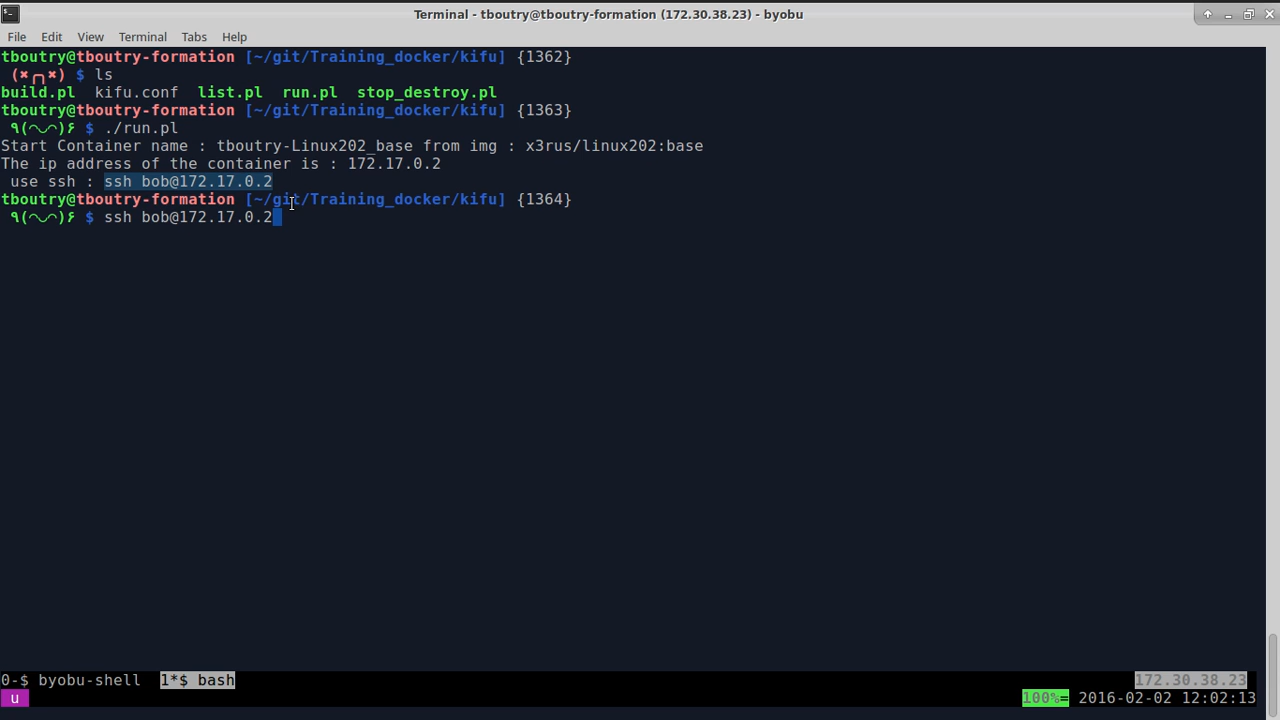 Terminal - tboutry@tboutry-formation (172.30.38.23) - byobu
File Edit View Terminal Tabs Help
tboutry@tboutry-formation [~/git/Training_docker/kifu] {1362}
(✖╭╮✖) $ ls
build.pl kifu.conf list.pl run.pl stop_destroy.pl
tboutry@tboutry-formation [~/git/Training_docker/kifu] {1363}
٩(◠◡◠)۶ $ ./run.pl
Start Container name : tboutry-Linux202_base from img : x3rus/linux202:base
The ip address of the container is : 172.17.0.2
use ssh : ssh bob@172.17.0.2
tboutry@tboutry-formation [~/git/Training_docker/kifu] {1364}
٩(◠◡◠)۶ $ ssh bob@172.17.0.2
0-$ byobu-shell 1*$ bash 172.30.38.23
u 100%= 2016-02-02 12:02:13